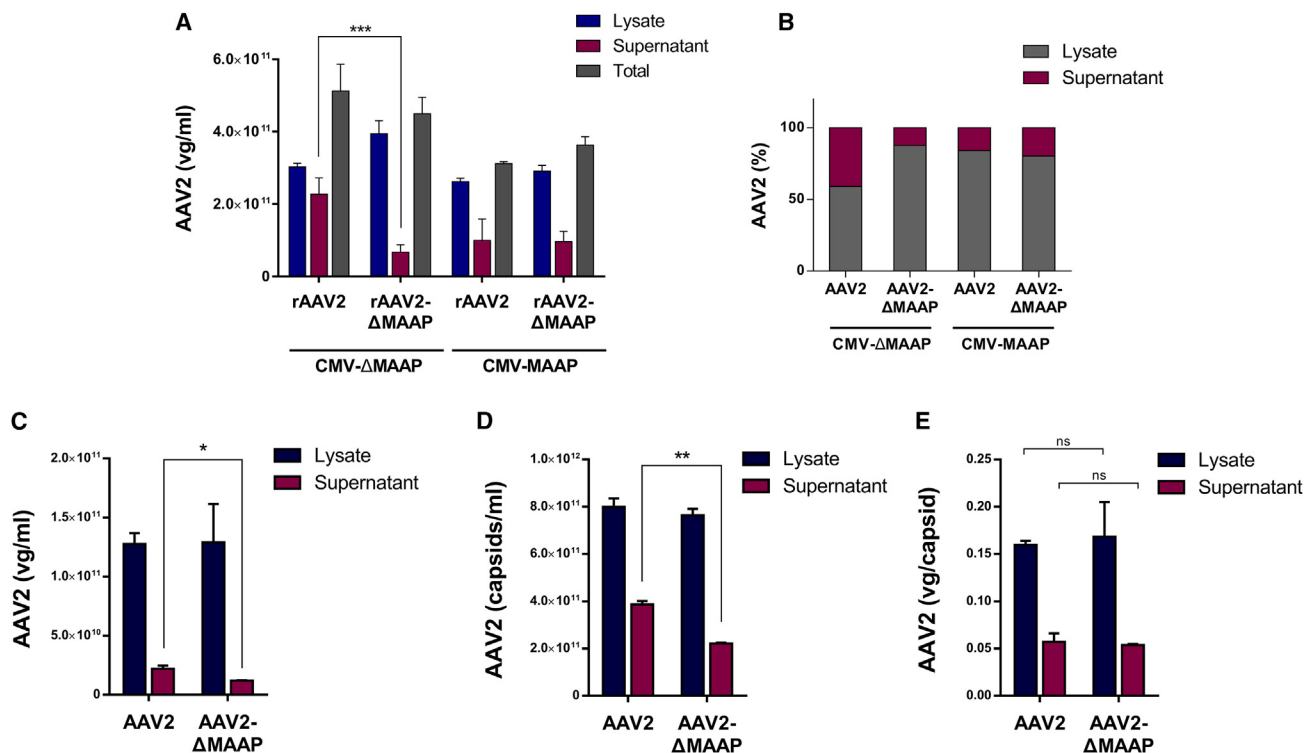 A
Lysate
Supernatant
Total
***
AAV2 (vg/ml)
6.0×10¹¹
4.0×10¹¹
2.0×10¹¹
0
rAAV2
rAAV2-
ΔMAAP
rAAV2
rAAV2-
ΔMAAP
CMV-ΔMAAP
CMV-MAAP
B
Lysate
Supernatant
AAV2 (%)
100
50
0
AAV2
AAV2-
ΔMAAP
AAV2
AAV2-
ΔMAAP
CMV-ΔMAAP
CMV-MAAP
C
Lysate
Supernatant
*
AAV2 (vg/ml)
2.0×10¹¹
1.5×10¹¹
1.0×10¹¹
5.0×10¹⁰
0
AAV2
AAV2-
ΔMAAP
D
Lysate
Supernatant
**
AAV2 (capsids/ml)
1.0×10¹²
8.0×10¹¹
6.0×10¹¹
4.0×10¹¹
2.0×10¹¹
0
AAV2
AAV2-
ΔMAAP
E
Lysate
Supernatant
ns
ns
AAV2 (vg/capsid)
0.25
0.20
0.15
0.10
0.05
0.00
AAV2
AAV2-
ΔMAAP